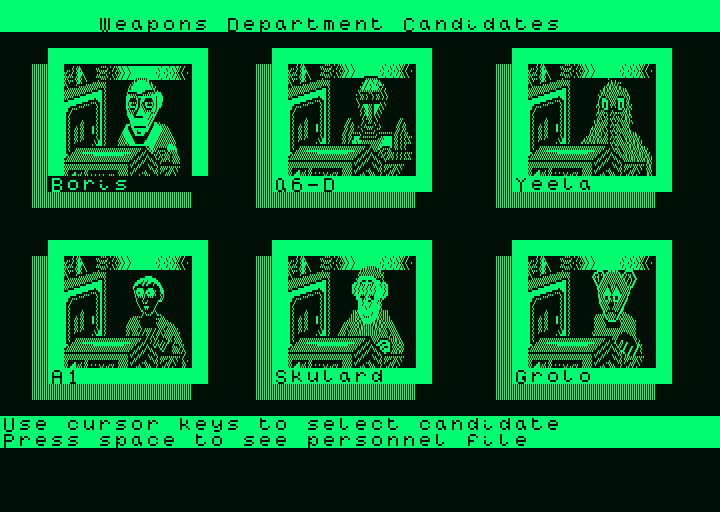 Weapons Department Candidates
Boris
Q6-D
Yeela
A1
Skulard
Grolo
Use cursor keys to select candidate
Press space to see personnel file